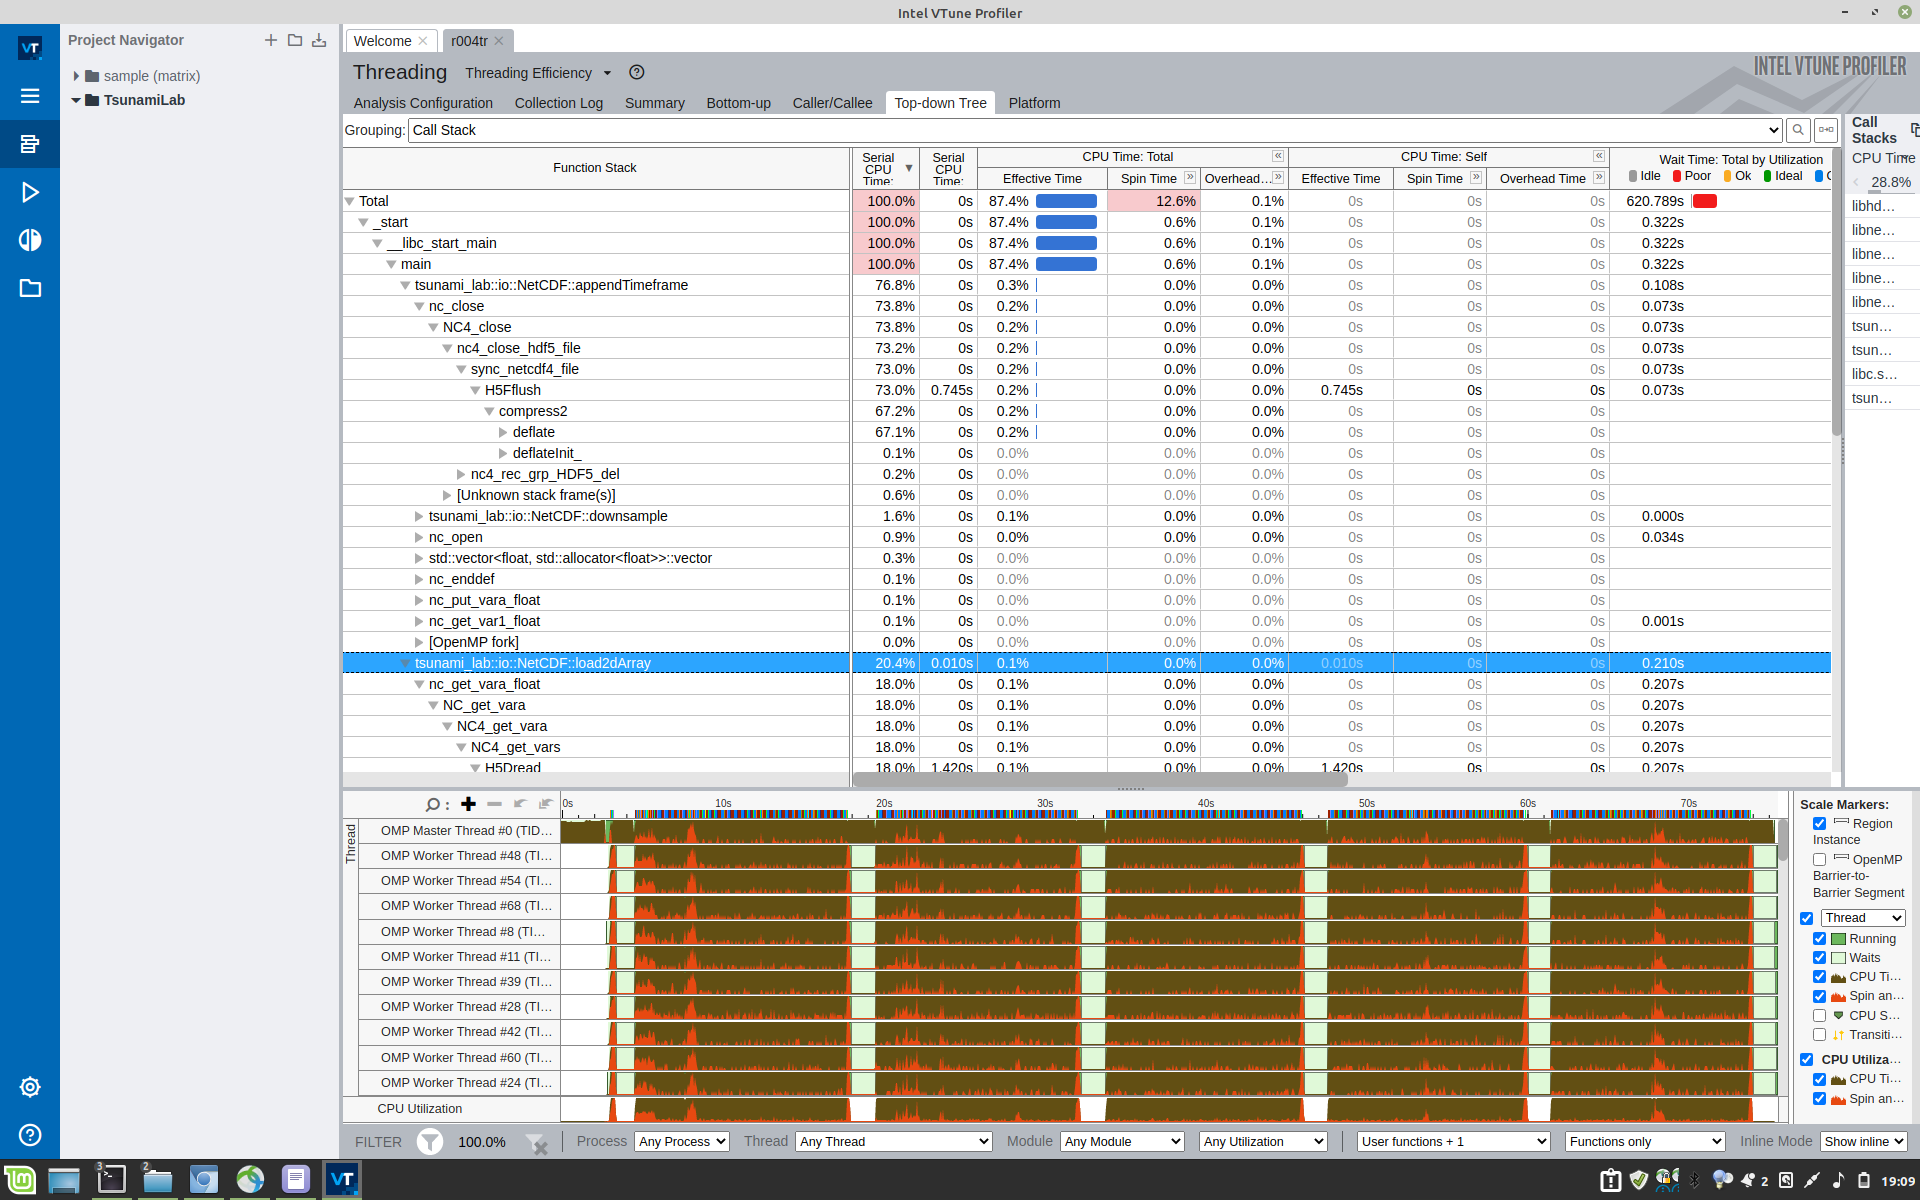 Intel VTune Profiler
Project Navigator
sample (matrix)
TsunamiLab
Welcome
r004tr
Threading Threading Efficiency
INTEL VTUNE PROFILER
Analysis Configuration Collection Log Summary Bottom-up Caller/Callee Top-down Tree Platform
Grouping: Call Stack
Function Stack
Serial CPU Time:
Serial CPU Time:
CPU Time: Total
CPU Time: Self
Wait Time: Total by Utilization
Effective Time Spin Time Overhead... Effective Time Spin Time Overhead Time
Idle Poor Ok Ideal
Total 100.0% 0s 87.4% 12.6% 0.1% 0s 0s 0s 620.789s
_start 100.0% 0s 87.4% 0.6% 0.1% 0s 0s 0s 0.322s
__libc_start_main 100.0% 0s 87.4% 0.6% 0.1% 0s 0s 0s 0.322s
main 100.0% 0s 87.4% 0.6% 0.1% 0s 0s 0s 0.322s
tsunami_lab::io::NetCDF::appendTimeframe 76.8% 0s 0.3% 0.0% 0.0% 0s 0s 0s 0.108s
nc_close 73.8% 0s 0.2% 0.0% 0.0% 0s 0s 0s 0.073s
NC4_close 73.8% 0s 0.2% 0.0% 0.0% 0s 0s 0s 0.073s
nc4_close_hdf5_file 73.2% 0s 0.2% 0.0% 0.0% 0s 0s 0s 0.073s
sync_netcdf4_file 73.0% 0s 0.2% 0.0% 0.0% 0s 0s 0s 0.073s
H5Fflush 73.0% 0.745s 0.2% 0.0% 0.0% 0.745s 0s 0s 0.073s
compress2 67.2% 0s 0.2% 0.0% 0.0% 0s 0s 0s
deflate 67.1% 0s 0.2% 0.0% 0.0% 0s 0s 0s
deflateInit_ 0.1% 0s 0.0% 0.0% 0.0% 0s 0s 0s
nc4_rec_grp_HDF5_del 0.2% 0s 0.0% 0.0% 0.0% 0s 0s 0s
[Unknown stack frame(s)] 0.6% 0s 0.0% 0.0% 0.0% 0s 0s 0s
tsunami_lab::io::NetCDF::downsample 1.6% 0s 0.1% 0.0% 0.0% 0s 0s 0s 0.000s
nc_open 0.9% 0s 0.0% 0.0% 0.0% 0s 0s 0s 0.034s
std::vector<float, std::allocator<float>>::vector 0.3% 0s 0.0% 0.0% 0.0% 0s 0s 0s
nc_enddef 0.1% 0s 0.0% 0.0% 0.0% 0s 0s 0s
nc_put_vara_float 0.1% 0s 0.0% 0.0% 0.0% 0s 0s 0s
nc_get_var1_float 0.1% 0s 0.0% 0.0% 0.0% 0s 0s 0s 0.001s
[OpenMP fork] 0.0% 0s 0.0% 0.0% 0.0% 0s 0s 0s
tsunami_lab::io::NetCDF::load2dArray 20.4% 0.010s 0.1% 0.0% 0.0% 0.010s 0s 0s 0.210s
nc_get_vara_float 18.0% 0s 0.1% 0.0% 0.0% 0s 0s 0s 0.207s
NC_get_vara 18.0% 0s 0.1% 0.0% 0.0% 0s 0s 0s 0.207s
NC4_get_vara 18.0% 0s 0.1% 0.0% 0.0% 0s 0s 0s 0.207s
NC4_get_vars 18.0% 0s 0.1% 0.0% 0.0% 0s 0s 0s 0.207s
H5Dread 18.0% 1.420s 0.1% 0.0% 0.0% 1.420s 0s 0s 0.207s
Call
Stacks
CPU Time
28.8%
libhd...
libne...
libne...
libne...
libne...
tsun...
tsun...
libc.s...
tsun...
0s 10s 20s 30s 40s 50s 60s 70s
Thread
OMP Master Thread #0 (TID...
OMP Worker Thread #48 (TI...
OMP Worker Thread #54 (TI...
OMP Worker Thread #68 (TI...
OMP Worker Thread #8 (TI...
OMP Worker Thread #11 (TI...
OMP Worker Thread #39 (TI...
OMP Worker Thread #28 (TI...
OMP Worker Thread #42 (TI...
OMP Worker Thread #60 (TI...
OMP Worker Thread #24 (TI...
CPU Utilization
Scale Markers:
Region
Instance
OpenMP
Barrier-to-
Barrier Segment
Thread
Running
Waits
CPU Ti...
Spin an...
CPU S...
Transiti...
CPU Utiliza...
CPU Ti...
Spin an...
FILTER 100.0% Process Any Process Thread Any Thread Module Any Module Any Utilization User functions + 1 Functions only Inline Mode Show inline
3
2
VT
2
19:09